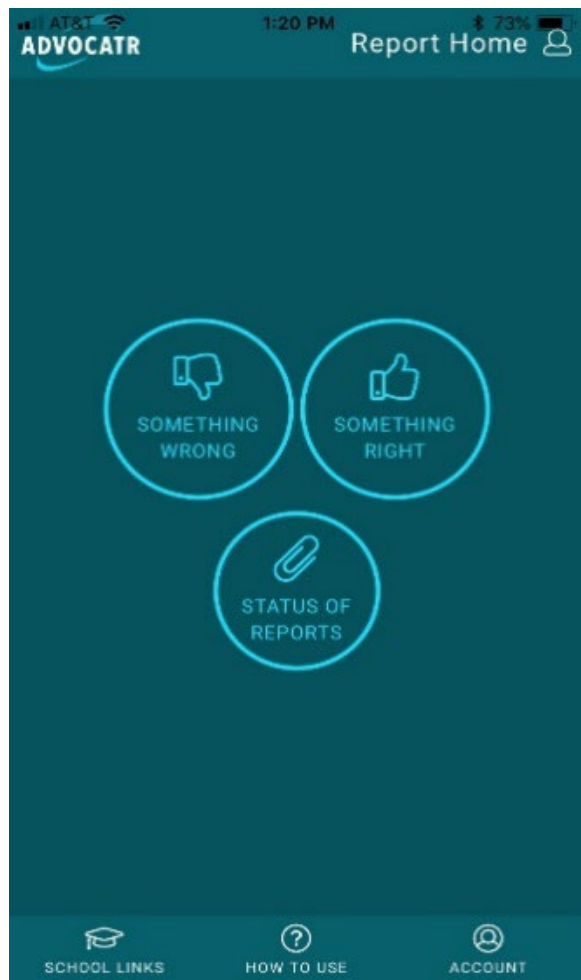 AT&T 1:20 PM 73%
ADVOCATR Report Home
SOMETHING
WRONG
SOMETHING
RIGHT
STATUS OF
REPORTS
SCHOOL LINKS HOW TO USE ACCOUNT